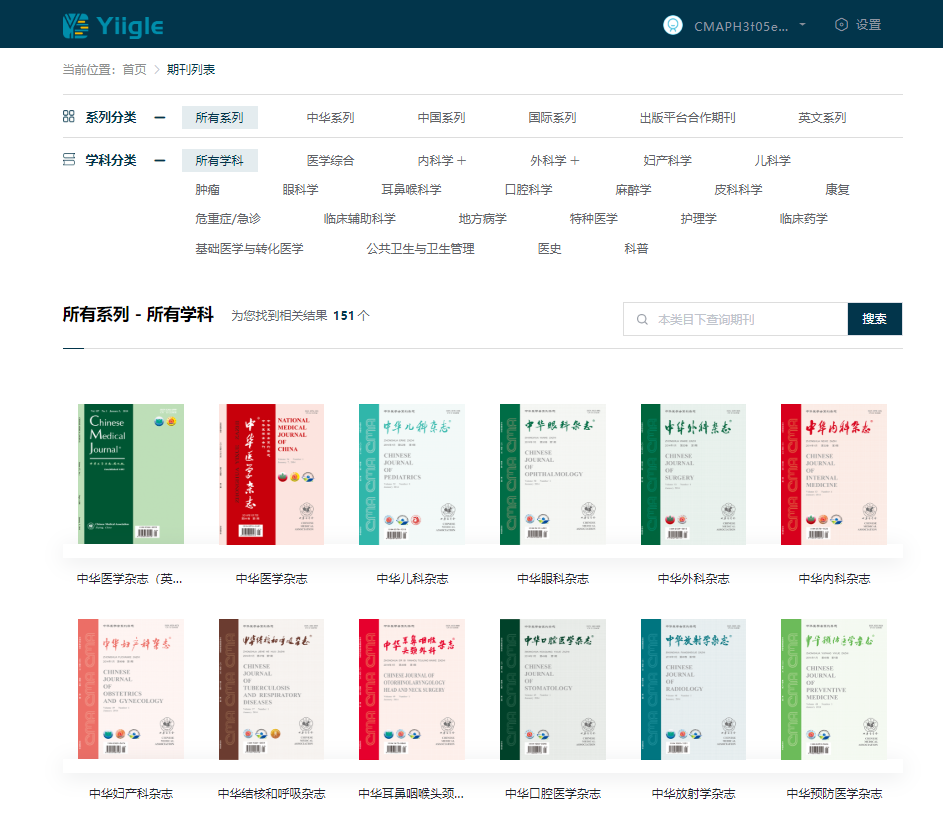 Yiigle
CMAPH3f05e... 设置
当前位置： 首页 > 期刊列表
系列分类 所有系列 中华系列 中国系列 国际系列 出版平台合作期刊 英文系列
学科分类 所有学科 医学综合 内科学 + 外科学 + 妇产科学 儿科学
肿瘤 眼科学 耳鼻喉科学 口腔科学 麻醉学 皮肤科学 康复
危重症/急诊 临床辅助科学 地方病学 特种医学 护理学 临床药学
基础医学与转化医学 公共卫生与卫生管理 医史 科普
所有系列 - 所有学科 为您找到相关结果 151 个
本类目下查询期刊 搜索
Chinese
Medical
Journal
中华医学杂志
NATIONAL
MEDICAL
JOURNAL OF
CHINA
中华儿科杂志
CHINESE
JOURNAL
OF
PEDIATRICS
中华眼科杂志
CHINESE
JOURNAL
OF
OPHTHALMOLOGY
中华外科杂志
CHINESE
JOURNAL
OF
SURGERY
中华内科杂志
CHINESE
JOURNAL
OF
INTERNAL
MEDICINE
中华医学杂志（英... 中华医学杂志 中华儿科杂志 中华眼科杂志 中华外科杂志 中华内科杂志
中华妇产科杂志
CHINESE
JOURNAL
OF
OBSTETRICS
AND GYNECOLOGY
中华结核和呼吸杂志
CHINESE
JOURNAL
OF
TUBERCULOSIS
AND RESPIRATORY
DISEASES
中华耳鼻咽喉
头颈外科杂志
CHINESE JOURNAL OF
OTORHINOLARYNGOLOGY
HEAD AND NECK SURGERY
中华口腔医学杂志
CHINESE
JOURNAL
OF
STOMATOLOGY
中华放射学杂志
CHINESE
JOURNAL
OF
RADIOLOGY
中华预防医学杂志
CHINESE
JOURNAL
OF
PREVENTIVE
MEDICINE
中华妇产科杂志 中华结核和呼吸杂志 中华耳鼻咽喉头颈... 中华口腔医学杂志 中华放射学杂志 中华预防医学杂志